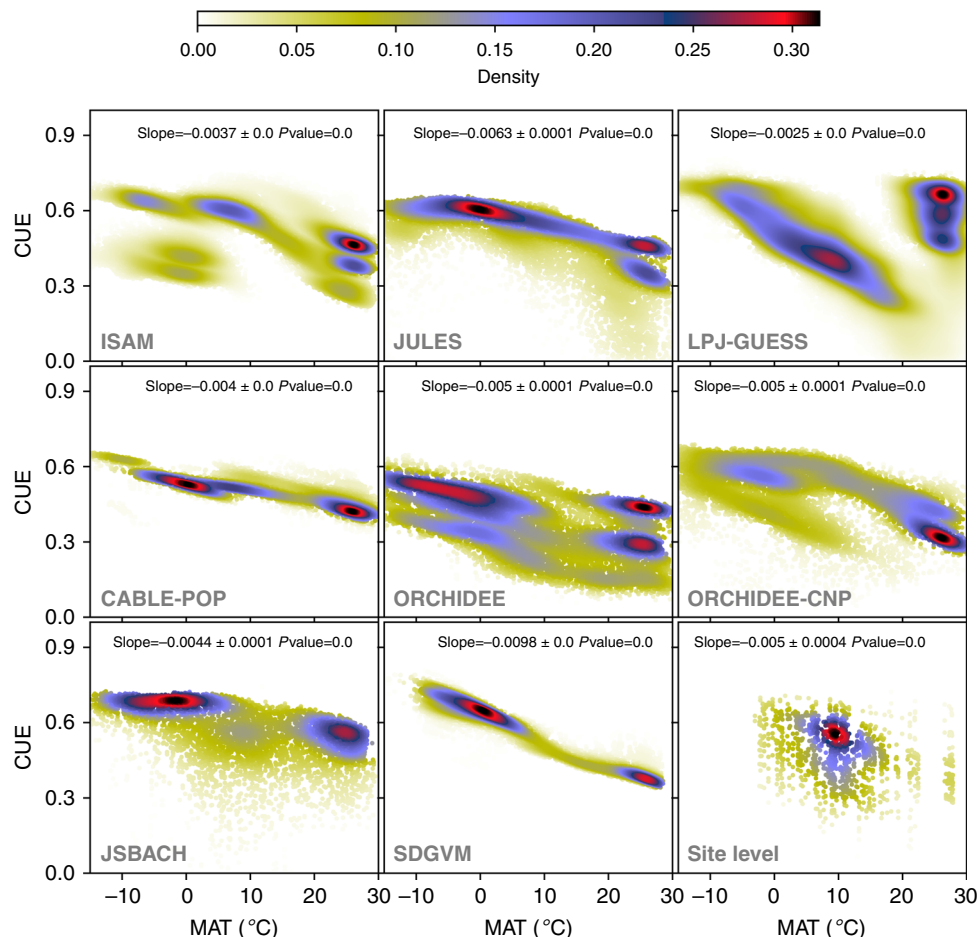 0.00 0.05 0.10 0.15 0.20 0.25 0.30
Density
Slope=−0.0037 ± 0.0 Pvalue=0.0 Slope=−0.0063 ± 0.0001 Pvalue=0.0 Slope=−0.0025 ± 0.0 Pvalue=0.0
0.9
0.6
CUE
0.3
0.0
ISAM JULES LPJ-GUESS
Slope=−0.004 ± 0.0 Pvalue=0.0 Slope=−0.005 ± 0.0001 Pvalue=0.0 Slope=−0.005 ± 0.0001 Pvalue=0.0
0.9
0.6
CUE
0.3
0.0
CABLE-POP ORCHIDEE ORCHIDEE-CNP
Slope=−0.0044 ± 0.0001 Pvalue=0.0 Slope=−0.0098 ± 0.0 Pvalue=0.0 Slope=−0.005 ± 0.0004 Pvalue=0.0
0.9
0.6
CUE
0.3
0.0
JSBACH SDGVM Site level
−10 0 10 20 30 −10 0 10 20 30 −10 0 10 20 30
MAT (°C) MAT (°C) MAT (°C)